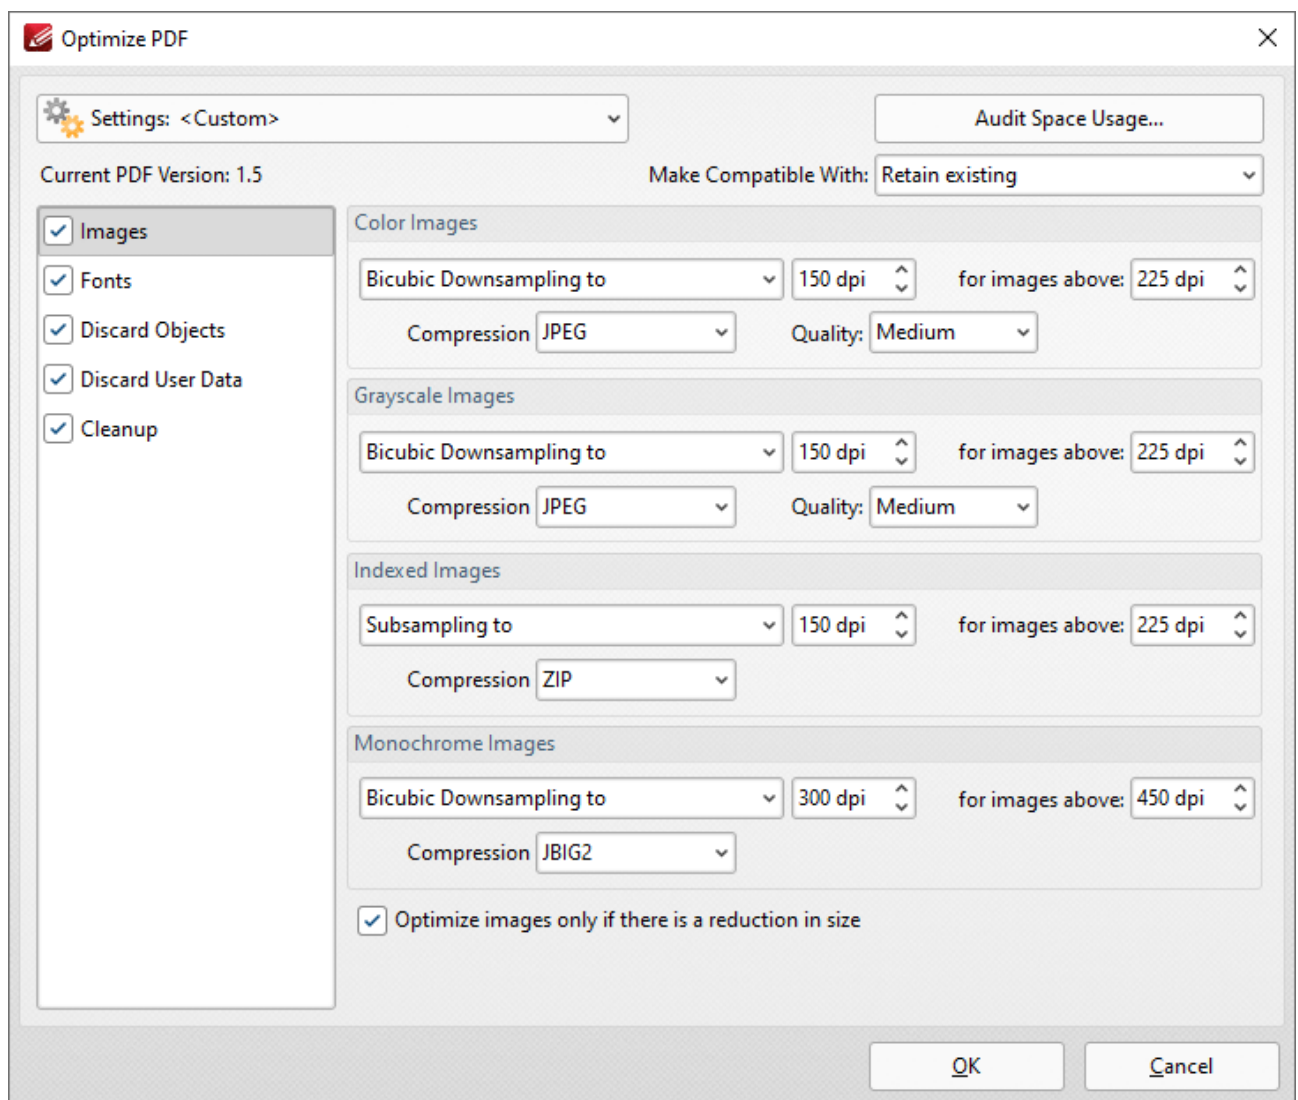 Optimize PDF
Settings: <Custom>
Audit Space Usage...
Current PDF Version: 1.5
Make Compatible With: Retain existing
Images
Fonts
Discard Objects
Discard User Data
Cleanup
Color Images
Bicubic Downsampling to 150 dpi for images above: 225 dpi
Compression JPEG Quality: Medium
Grayscale Images
Bicubic Downsampling to 150 dpi for images above: 225 dpi
Compression JPEG Quality: Medium
Indexed Images
Subsampling to 150 dpi for images above: 225 dpi
Compression ZIP
Monochrome Images
Bicubic Downsampling to 300 dpi for images above: 450 dpi
Compression JBIG2
Optimize images only if there is a reduction in size
OK
Cancel